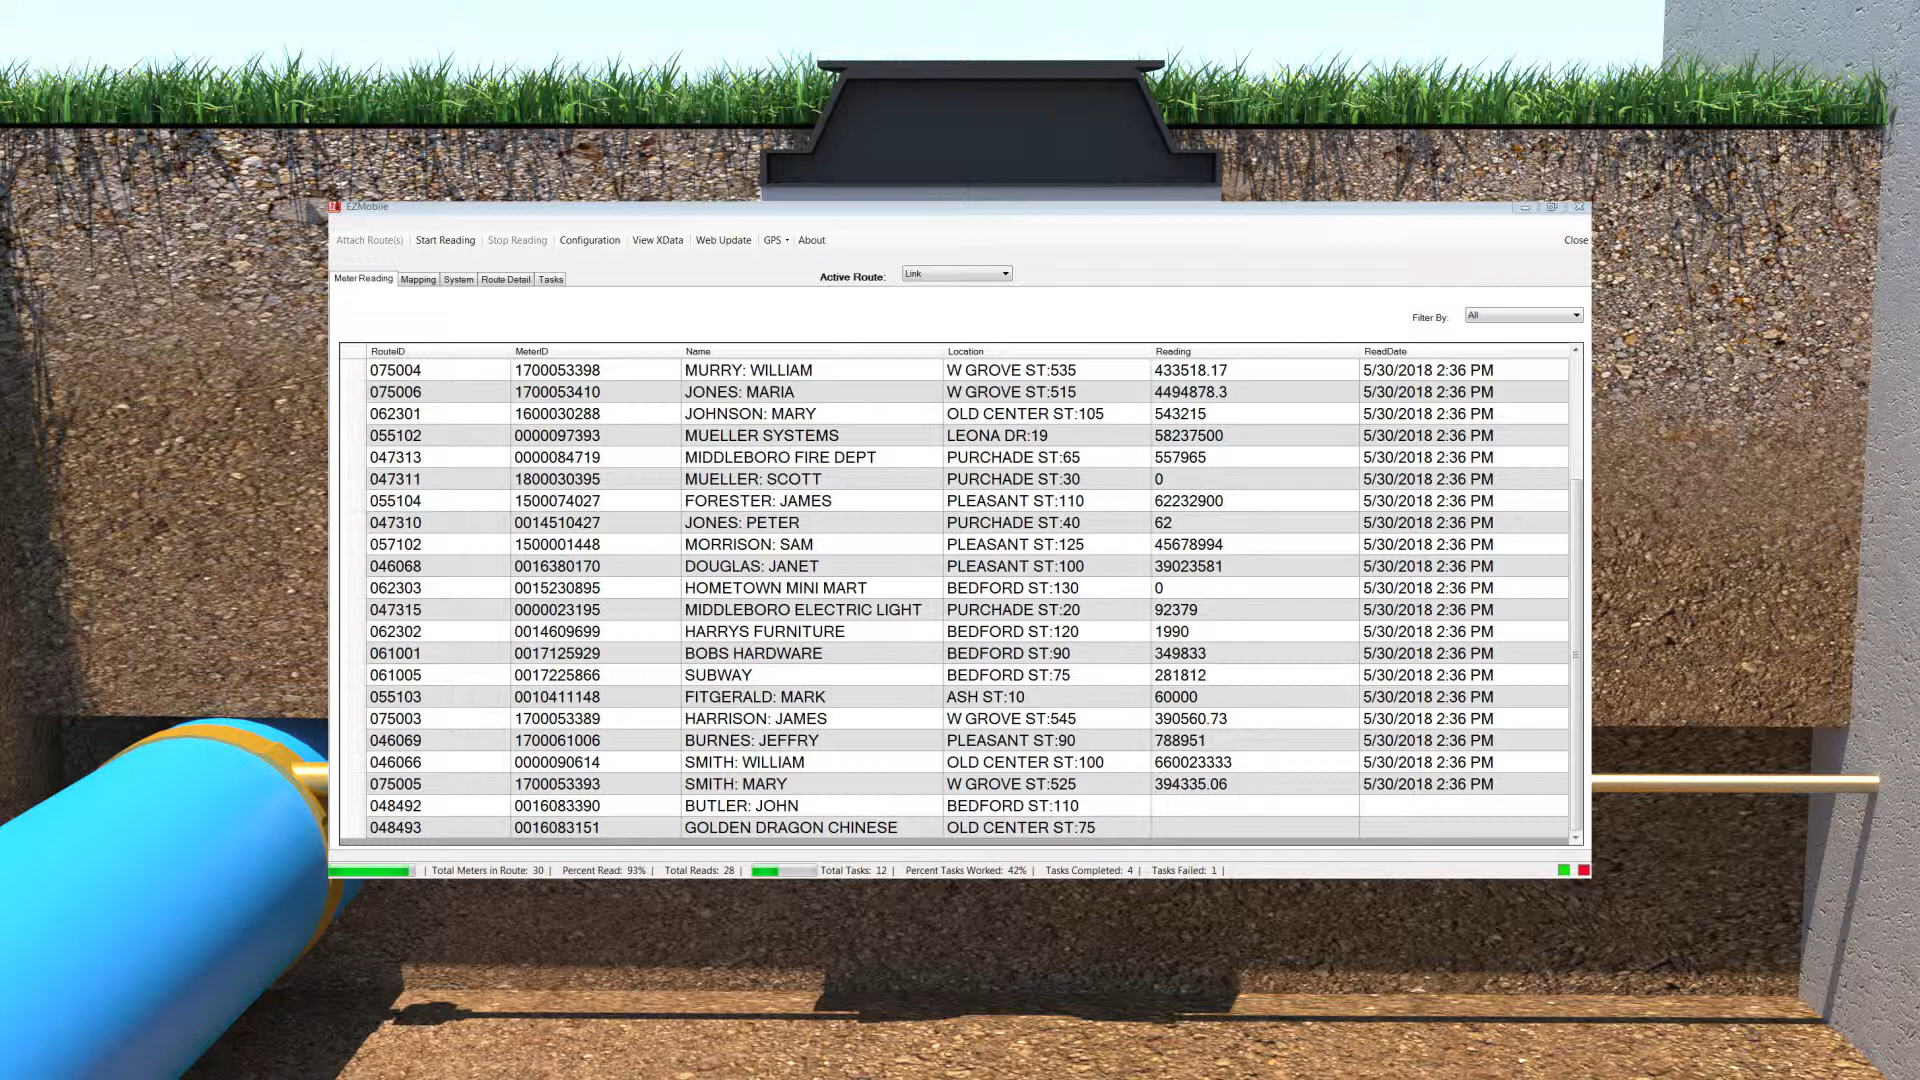 EZMobile
Attach Route(s) Start Reading Stop Reading Configuration View XData Web Update GPS About Close
Meter Reading Mapping System Route Detail Tasks Active Route: Link
Filter By: All
RouteID MeterID Name Location Reading ReadDate
075004 1700053398 MURRY: WILLIAM W GROVE ST:535 433518.17 5/30/2018 2:36 PM
075006 1700053410 JONES: MARIA W GROVE ST:515 4494878.3 5/30/2018 2:36 PM
062301 1600030288 JOHNSON: MARY OLD CENTER ST:105 543215 5/30/2018 2:36 PM
055102 0000097393 MUELLER SYSTEMS LEONA DR:19 58237500 5/30/2018 2:36 PM
047313 0000084719 MIDDLEBORO FIRE DEPT PURCHADE ST:65 557965 5/30/2018 2:36 PM
047311 1800030395 MUELLER: SCOTT PURCHADE ST:30 0 5/30/2018 2:36 PM
055104 1500074027 FORESTER: JAMES PLEASANT ST:110 62232900 5/30/2018 2:36 PM
047310 0014510427 JONES: PETER PURCHADE ST:40 62 5/30/2018 2:36 PM
057102 1500001448 MORRISON: SAM PLEASANT ST:125 45678994 5/30/2018 2:36 PM
046068 0016380170 DOUGLAS: JANET PLEASANT ST:100 39023581 5/30/2018 2:36 PM
062303 0015230895 HOMETOWN MINI MART BEDFORD ST:130 0 5/30/2018 2:36 PM
047315 0000023195 MIDDLEBORO ELECTRIC LIGHT PURCHADE ST:20 92379 5/30/2018 2:36 PM
062302 0014609699 HARRYS FURNITURE BEDFORD ST:120 1990 5/30/2018 2:36 PM
061001 0017125929 BOBS HARDWARE BEDFORD ST:90 349833 5/30/2018 2:36 PM
061005 0017225866 SUBWAY BEDFORD ST:75 281812 5/30/2018 2:36 PM
055103 0010411148 FITGERALD: MARK ASH ST:10 60000 5/30/2018 2:36 PM
075003 1700053389 HARRISON: JAMES W GROVE ST:545 390560.73 5/30/2018 2:36 PM
046069 1700061006 BURNES: JEFFRY PLEASANT ST:90 788951 5/30/2018 2:36 PM
046066 0000090614 SMITH: WILLIAM OLD CENTER ST:100 660023333 5/30/2018 2:36 PM
075005 1700053393 SMITH: MARY W GROVE ST:525 394335.06 5/30/2018 2:36 PM
048492 0016083390 BUTLER: JOHN BEDFORD ST:110
048493 0016083151 GOLDEN DRAGON CHINESE OLD CENTER ST:75
| Total Meters in Route: 30 | Percent Read: 93% | Total Reads: 28 | Total Tasks: 12 | Percent Tasks Worked: 42% | Tasks Completed: 4 | Tasks Failed: 1 |